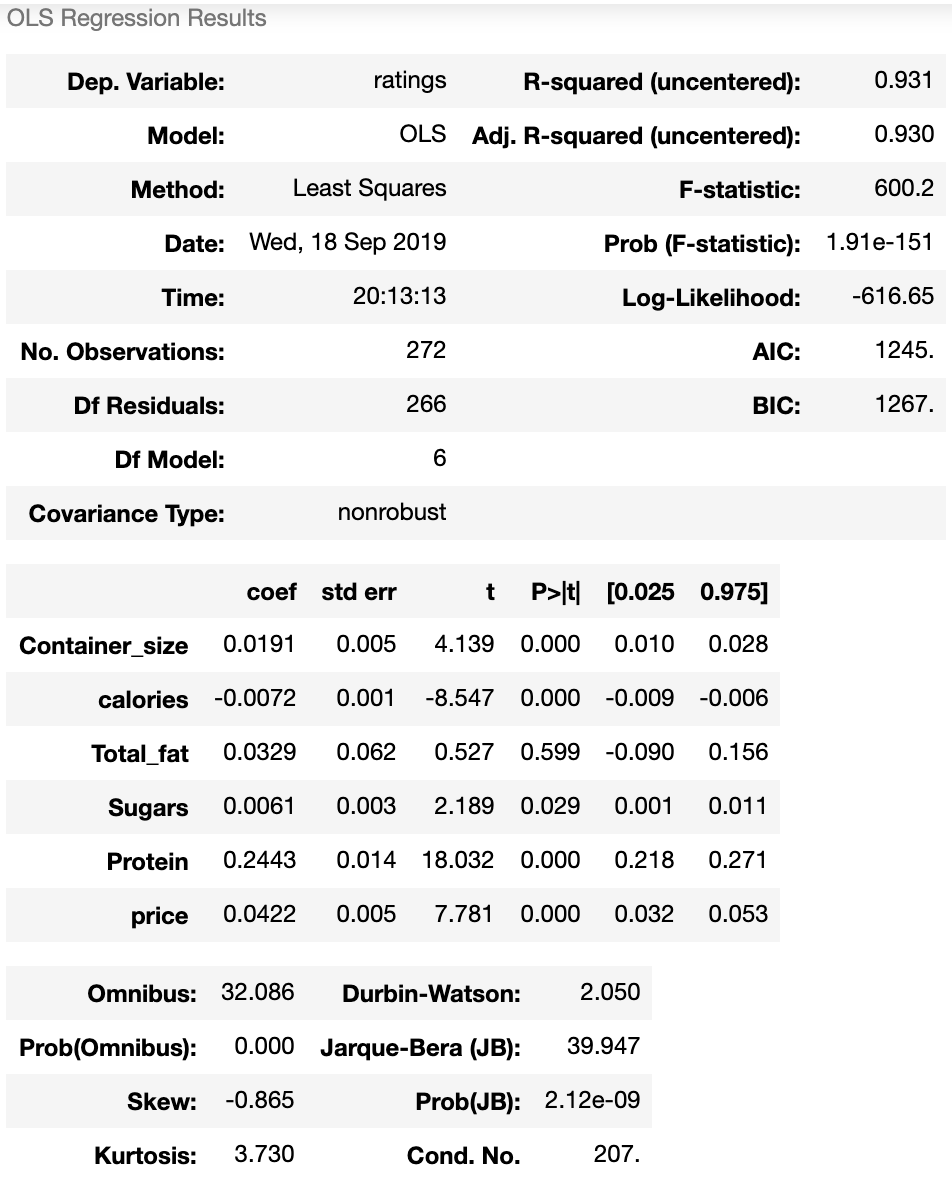 OLS Regression Results
Dep. Variable: ratings R-squared (uncentered): 0.931
Model: OLS Adj. R-squared (uncentered): 0.930
Method: Least Squares F-statistic: 600.2
Date: Wed, 18 Sep 2019 Prob (F-statistic): 1.91e-151
Time: 20:13:13 Log-Likelihood: -616.65
No. Observations: 272 AIC: 1245.
Df Residuals: 266 BIC: 1267.
Df Model: 6
Covariance Type: nonrobust
coef std err t P>|t| [0.025 0.975]
Container_size 0.0191 0.005 4.139 0.000 0.010 0.028
calories -0.0072 0.001 -8.547 0.000 -0.009 -0.006
Total_fat 0.0329 0.062 0.527 0.599 -0.090 0.156
Sugars 0.0061 0.003 2.189 0.029 0.001 0.011
Protein 0.2443 0.014 18.032 0.000 0.218 0.271
price 0.0422 0.005 7.781 0.000 0.032 0.053
Omnibus: 32.086 Durbin-Watson: 2.050
Prob(Omnibus): 0.000 Jarque-Bera (JB): 39.947
Skew: -0.865 Prob(JB): 2.12e-09
Kurtosis: 3.730 Cond. No. 207.